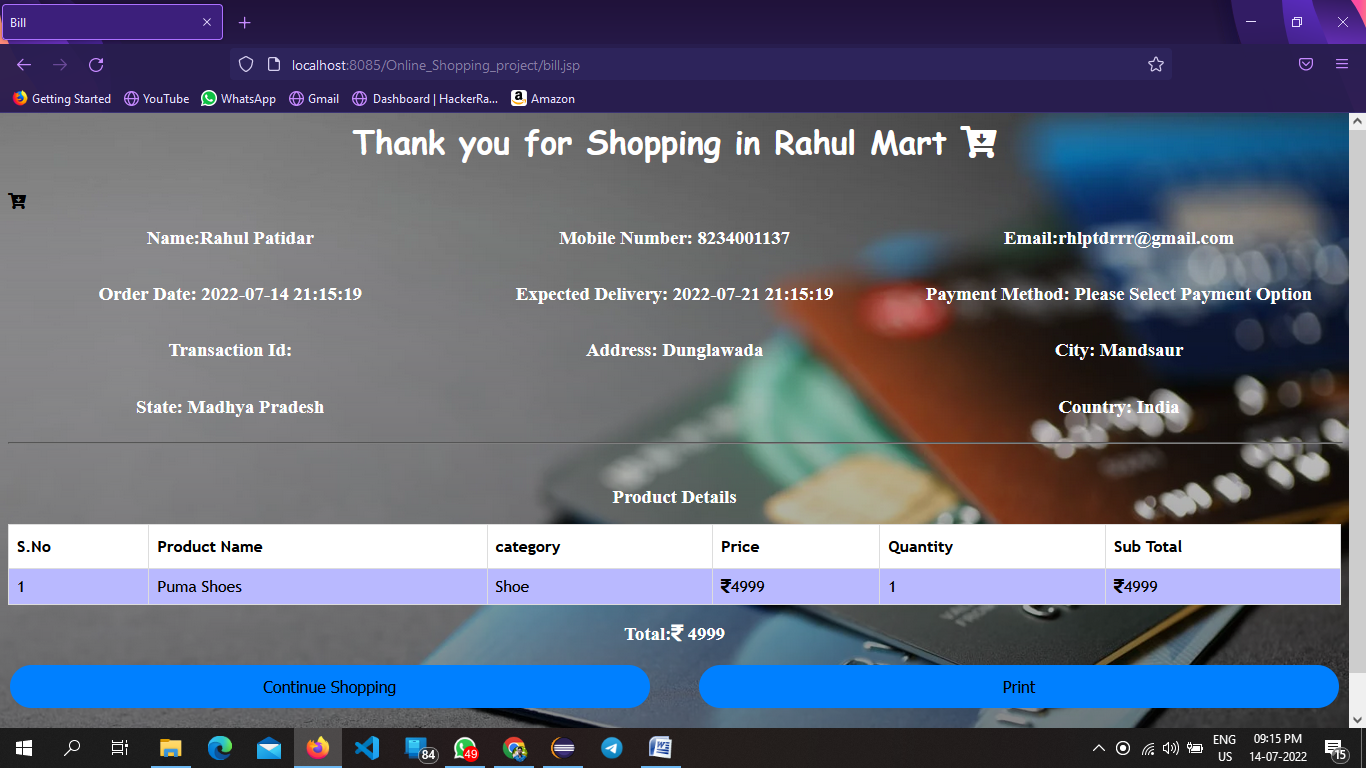 Bill
localhost:8085/Online_Shopping_project/bill.jsp
Getting Started YouTube WhatsApp Gmail Dashboard | HackerRa... Amazon
Thank you for Shopping in Rahul Mart
Name:Rahul Patidar Mobile Number: 8234001137 Email:rhlptdrrr@gmail.com
Order Date: 2022-07-14 21:15:19 Expected Delivery: 2022-07-21 21:15:19 Payment Method: Please Select Payment Option
Transaction Id: Address: Dunglawada City: Mandsaur
State: Madhya Pradesh Country: India
Product Details
S.No Product Name category Price Quantity Sub Total
1 Puma Shoes Shoe ₹4999 1 ₹4999
Total:₹ 4999
Continue Shopping Print
84 49 ENG 09:15 PM
US 14-07-2022 15